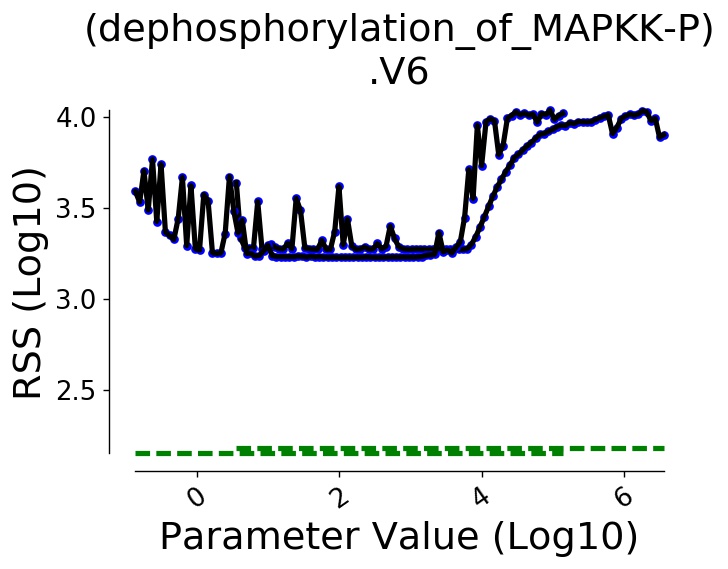 (dephosphorylation_of_MAPKK-P)
.V6
4.0
3.5
3.0
2.5
RSS (Log10)
0 2 4 6
Parameter Value (Log10)